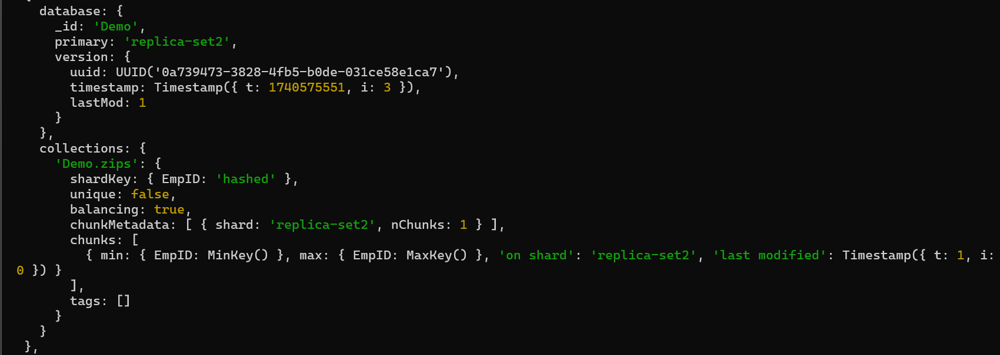 database: {
_id: 'Demo',
primary: 'replica-set2',
version: {
uuid: UUID('0a739473-3828-4fb5-b0de-031ce58e1ca7'),
timestamp: Timestamp({ t: 1740575551, i: 3 }),
lastMod: 1
}
},
collections: {
'Demo.zips': {
shardKey: { EmpID: 'hashed' },
unique: false,
balancing: true,
chunkMetadata: [ { shard: 'replica-set2', nChunks: 1 } ],
chunks: [
{ min: { EmpID: MinKey() }, max: { EmpID: MaxKey() }, 'on shard': 'replica-set2', 'last modified': Timestamp({ t: 1, i:
0 }) }
],
tags: []
}
}
},